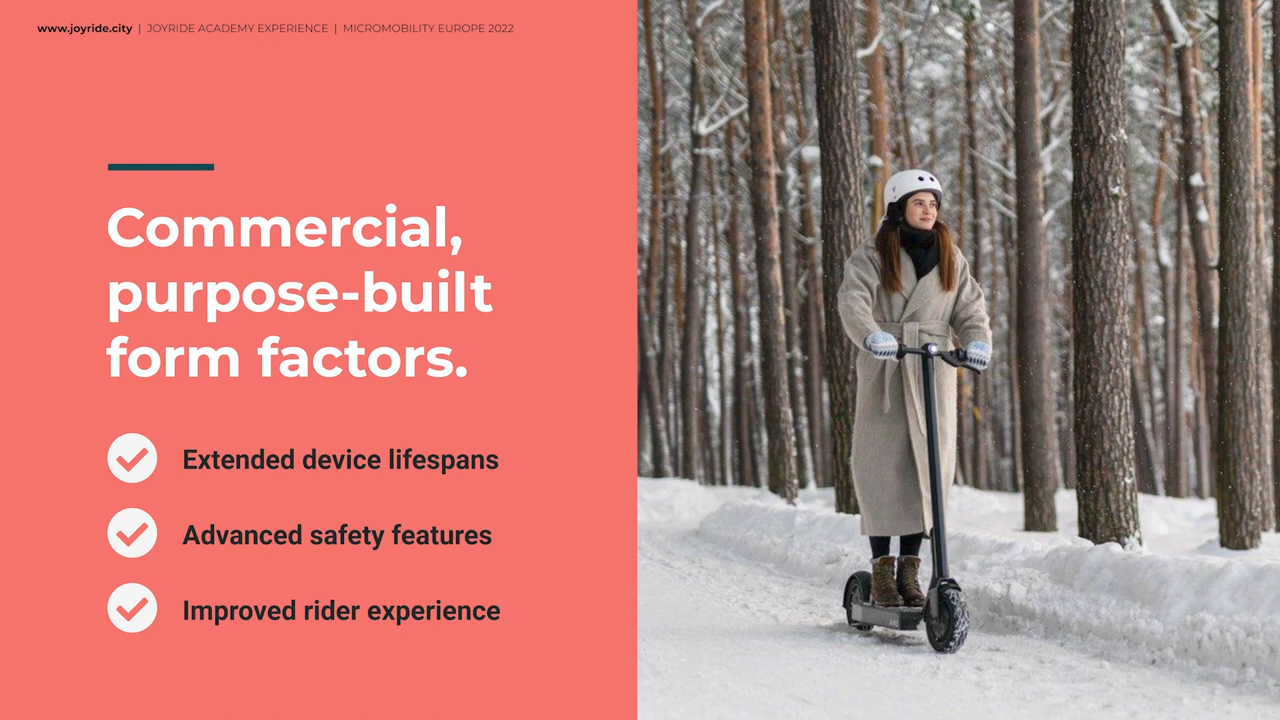 www.joyride.city | JOYRIDE ACADEMY EXPERIENCE | MICROMOBILITY EUROPE 2022
Commercial,
purpose-built
form factors.
Extended device lifespans
Advanced safety features
Improved rider experience